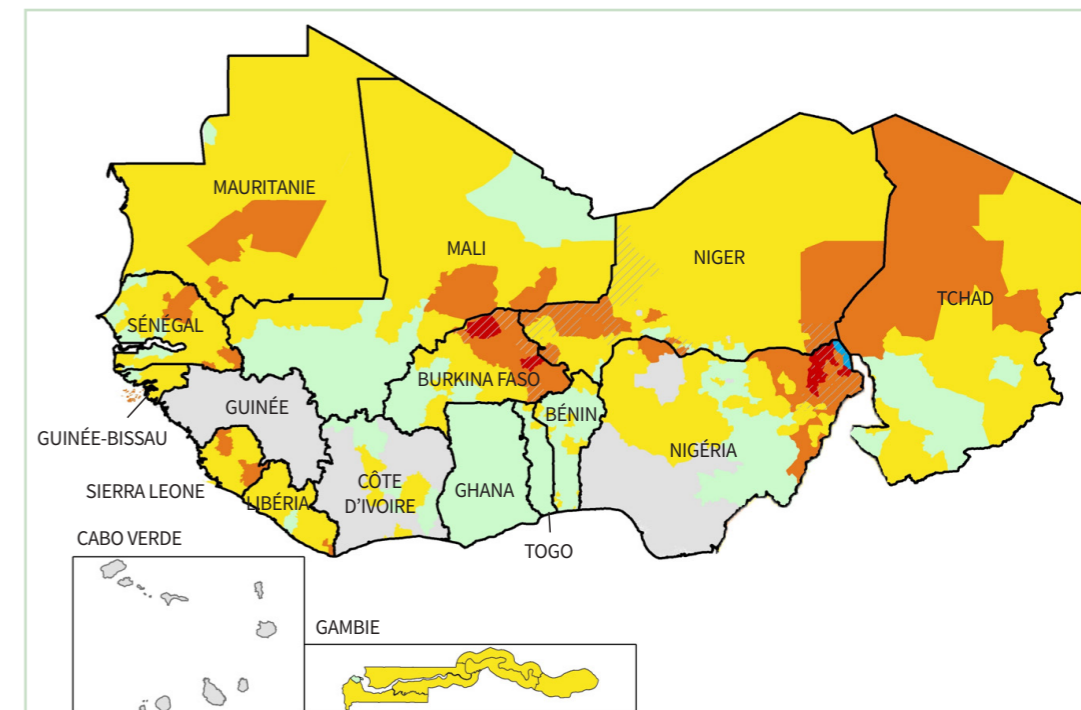 MAURITANIE
MALI
NIGER
TCHAD
SÉNÉGAL
BURKINA FASO
GUINÉE
BÉNIN
GUINÉE-BISSAU
NIGÉRIA
SIERRA LEONE
LIBÉRIA
CÔTE
D'IVOIRE
GHANA
TOGO
CABO VERDE
GAMBIE